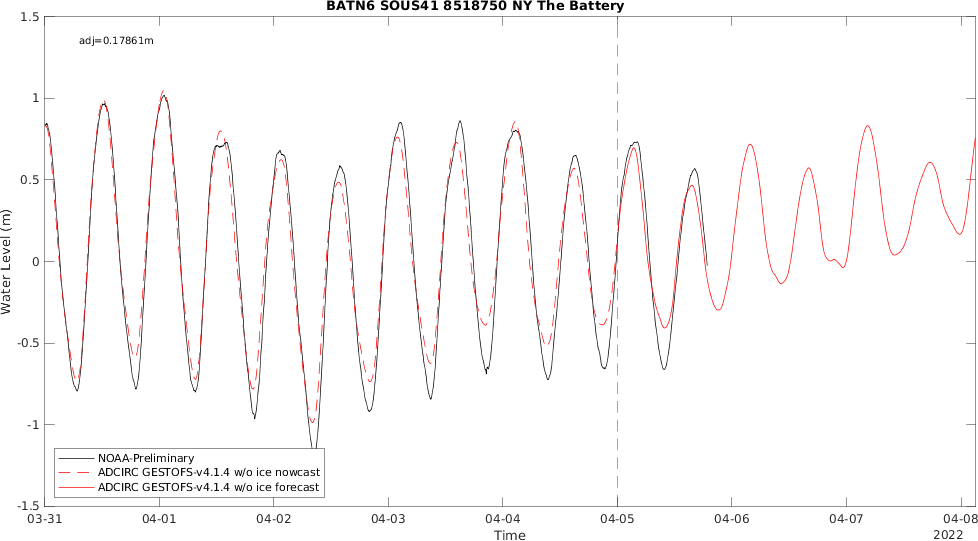 BATN6 SOUS41 8518750 NY The Battery
adj=0.17861m
1.5
1
0.5
0
-0.5
-1
-1.5
Water Level (m)
NOAA-Preliminary
ADCIRC GESTOFS-v4.1.4 w/o ice nowcast
ADCIRC GESTOFS-v4.1.4 w/o ice forecast
03-31 04-01 04-02 04-03 04-04 04-05 04-06 04-07 04-08
Time
2022